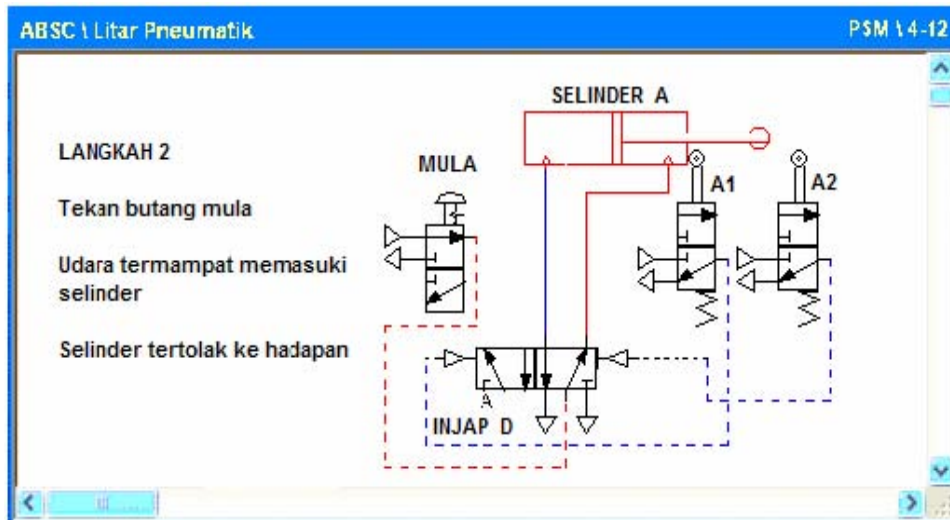 ABSC \ Litar Pneumatik
PSM \ 4-12
SELINDER A
LANGKAH 2
MULA
A1
A2
Tekan butang mula
Udara termampat memasuki
selinder
Selinder tertolak ke hadapan
A
INJAP D